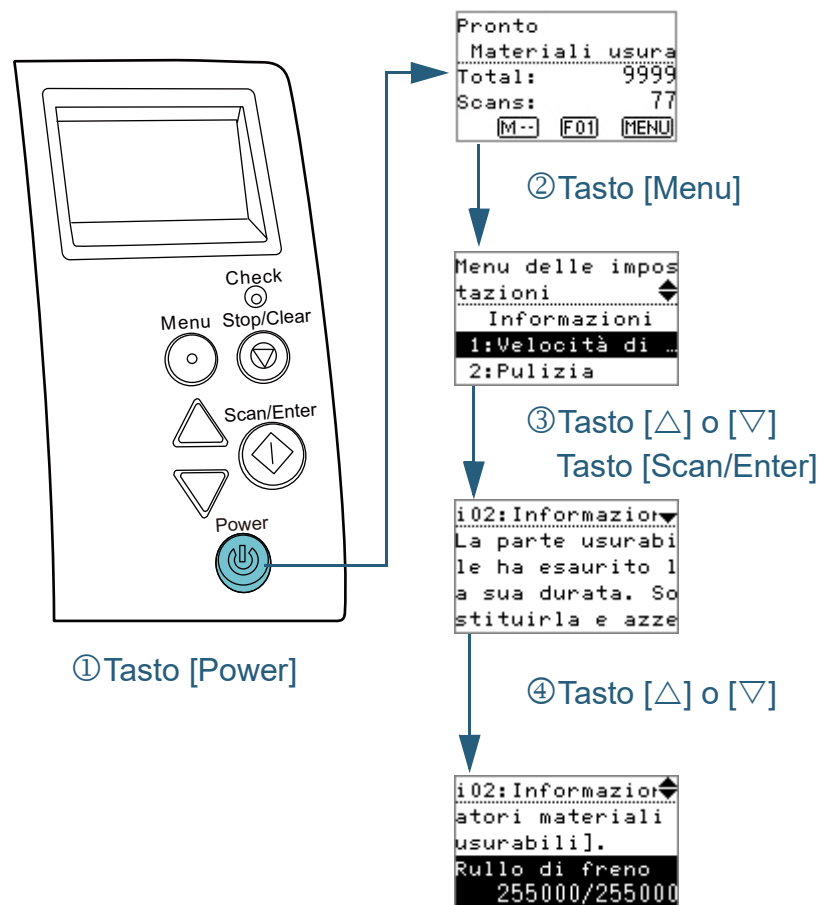 Check
Menu Stop/Clear
Scan/Enter
Power
①Tasto [Power]
Pronto
Materiali usura
Total: 9999
Scans: 77
M-- F01 MENU
②Tasto [Menu]
Menu delle impos
tazioni
Informazioni
1:Velocità di …
2:Pulizia
③Tasto [△] o [▽]
Tasto [Scan/Enter]
i02:Informazion
La parte usurabi
le ha esaurito l
a sua durata. So
stituirla e azze
④Tasto [△] o [▽]
i02:Informazion
atori materiali
usurabili].
Rullo di freno
255000/255000